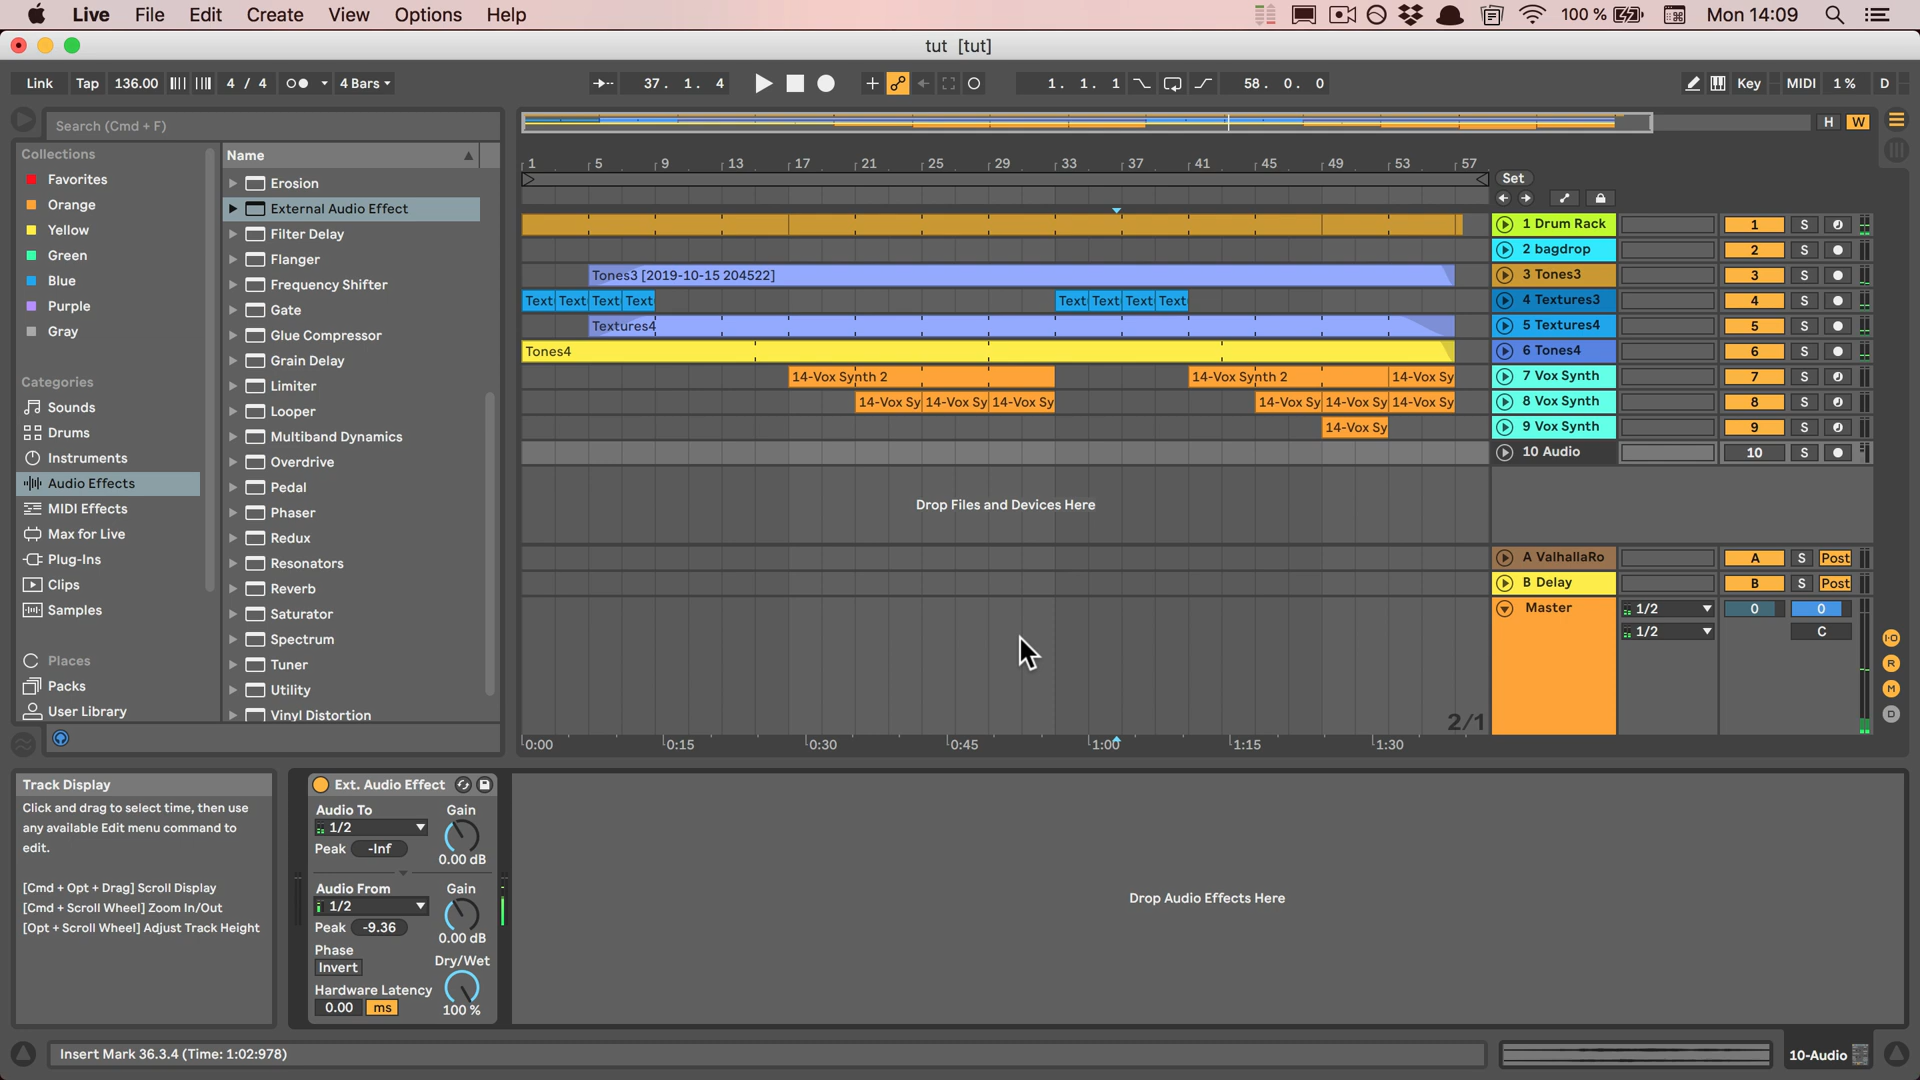 Live File Edit Create View Options Help 100 % Mon 14:09
tut [tut]
Link Tap 136.00 4 / 4 4 Bars 37. 1. 4 1. 1. 1 58. 0. 0 Key MIDI 1 % D
Search (Cmd + F)
H W
Collections
Favorites
Orange
Yellow
Green
Blue
Purple
Gray
Categories
Sounds
Drums
Instruments
Audio Effects
MIDI Effects
Max for Live
Plug-Ins
Clips
Samples
Places
Packs
User Library
Name
Erosion
External Audio Effect
Filter Delay
Flanger
Frequency Shifter
Gate
Glue Compressor
Grain Delay
Limiter
Looper
Multiband Dynamics
Overdrive
Pedal
Phaser
Redux
Resonators
Reverb
Saturator
Spectrum
Tuner
Utility
Vinyl Distortion
1 5 9 13 17 21 25 29 33 37 41 45 49 53 57
Set
1 Drum Rack 1 S
2 bagdrop 2 S
Tones3 [2019-10-15 204522] 3 Tones3 3 S
Text Text Text Text Text Text Text Text 4 Textures3 4 S
Textures4 5 Textures4 5 S
Tones4 6 Tones4 6 S
14-Vox Synth 2 14-Vox Synth 2 14-Vox Sy 7 Vox Synth 7 S
14-Vox Sy 14-Vox Sy 14-Vox Sy 14-Vox Sy 14-Vox Sy 14-Vox Sy 8 Vox Synth 8 S
14-Vox Sy 9 Vox Synth 9 S
10 Audio 10 S
Drop Files and Devices Here
A ValhallaRo A S Post
B Delay B S Post
Master 1/2 0 0
1/2 C
I·O
R
M
D
2/1
0:00 0:15 0:30 0:45 1:00 1:15 1:30
Track Display
Click and drag to select time, then use
any available Edit menu command to
edit.
[Cmd + Opt + Drag] Scroll Display
[Cmd + Scroll Wheel] Zoom In/Out
[Opt + Scroll Wheel] Adjust Track Height
Ext. Audio Effect
Audio To Gain
1/2
Peak -Inf
0.00 dB
Audio From Gain
1/2
Peak -9.36
0.00 dB
Phase
Invert
Dry/Wet
Hardware Latency
0.00 ms
100 %
Drop Audio Effects Here
Insert Mark 36.3.4 (Time: 1:02:978)
10-Audio